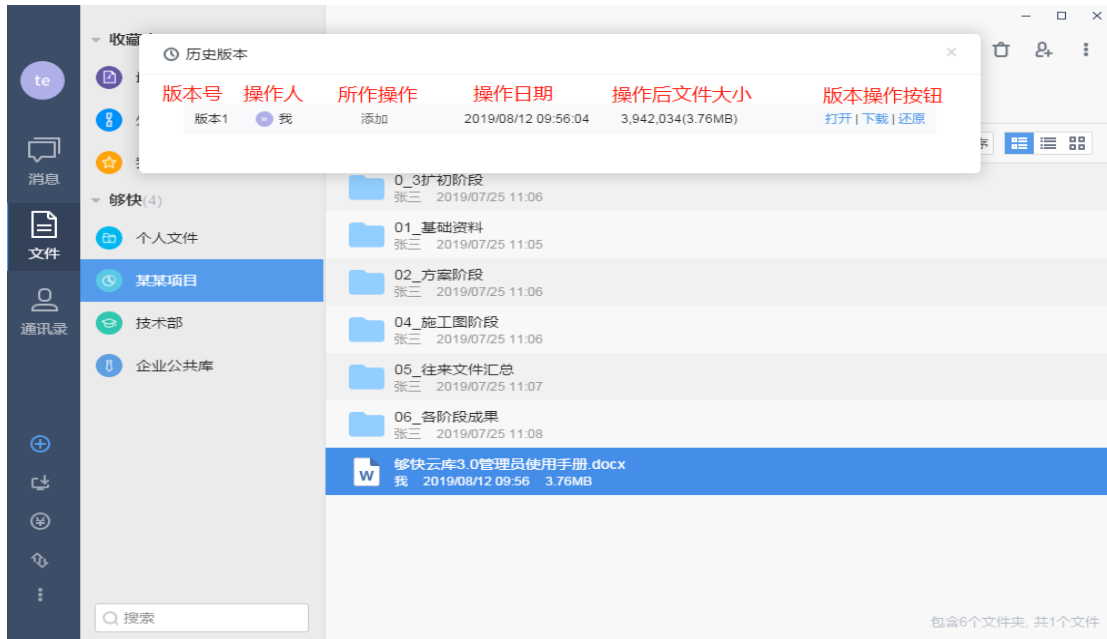 收藏
te
历史版本
版本号 操作人 所作操作 操作日期 操作后文件大小 版本操作按钮
版本1 我 添加 2019/08/12 09:56:04 3,942,034(3.76MB) 打开 | 下载 | 还原
消息
文件
通讯录
够快(4)
个人文件
某某项目
技术部
企业公共库
搜索
0_3扩初阶段
张三 2019/07/25 11:06
01_基础资料
张三 2019/07/25 11:05
02_方案阶段
张三 2019/07/25 11:06
04_施工图阶段
张三 2019/07/25 11:06
05_往来文件汇总
张三 2019/07/25 11:07
06_各阶段成果
张三 2019/07/25 11:08
W
够快云库3.0管理员使用手册.docx
我 2019/08/12 09:56 3.76MB
包含6个文件夹, 共1个文件